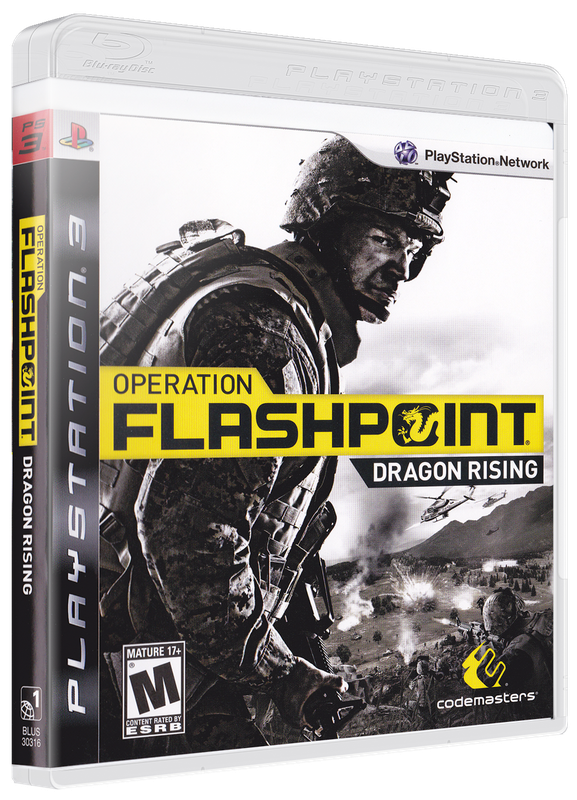 Blu-ray Disc
PLAYSTATION 3
PS3
PLAYSTATION®3
OPERATION
FLASHPOINT
DRAGON RISING
1
BLUS
30316
PlayStation®Network
OPERATION
FLASHPOINT®
DRAGON RISING
MATURE 17+
M®
CONTENT RATED BY
ESRB
codemasters®